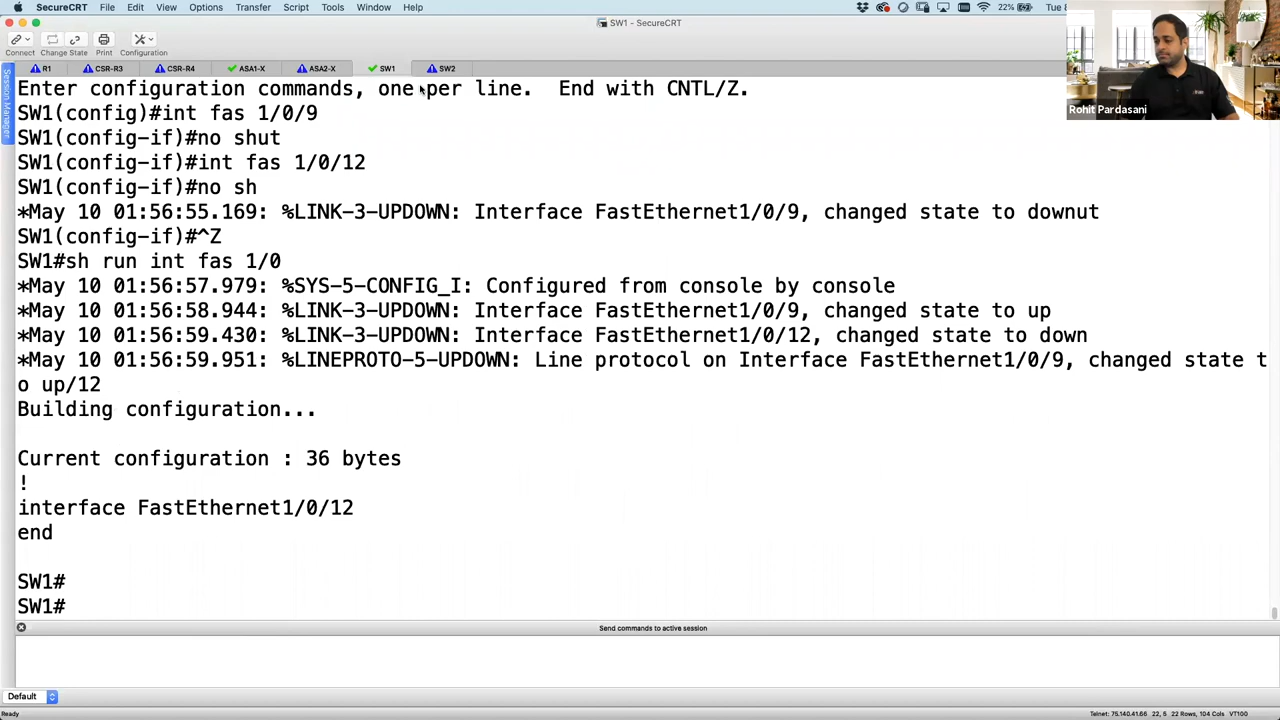 SecureCRT File Edit View Options Transfer Script Tools Window Help 22% Tue 8
SW1 - SecureCRT
Connect Change State Print Configuration
R1 CSR-R3 CSR-R4 ASA1-X ASA2-X SW1 SW2
Session Manager
Enter configuration commands, one per line.  End with CNTL/Z.
SW1(config)#int fas 1/0/9
SW1(config-if)#no shut
SW1(config-if)#int fas 1/0/12
SW1(config-if)#no sh
*May 10 01:56:55.169: %LINK-3-UPDOWN: Interface FastEthernet1/0/9, changed state to downut
SW1(config-if)#^Z
SW1#sh run int fas 1/0
*May 10 01:56:57.979: %SYS-5-CONFIG_I: Configured from console by console
*May 10 01:56:58.944: %LINK-3-UPDOWN: Interface FastEthernet1/0/9, changed state to up
*May 10 01:56:59.430: %LINK-3-UPDOWN: Interface FastEthernet1/0/12, changed state to down
*May 10 01:56:59.951: %LINEPROTO-5-UPDOWN: Line protocol on Interface FastEthernet1/0/9, changed state t
o up/12
Building configuration...
Current configuration : 36 bytes
!
interface FastEthernet1/0/12
end
SW1#
SW1#
Rohit Pardasani
Send commands to active session
Default
Ready Telnet: 75.140.41.66 22, 5 22 Rows, 104 Cols VT100